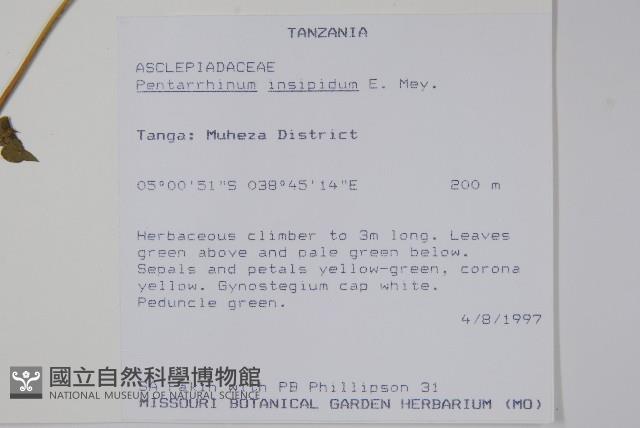 TANZANIA
ASCLEPIADACEAE
Pentarrhinum insipidum E. Mey.
Tanga: Muheza District
05°00'51"S 038°45'14"E 200 m
Herbaceous climber to 3m long. Leaves
green above and pale green below.
Sepals and petals yellow-green, corona
yellow. Gynostegium cap white.
Peduncle green.
4/8/1997
with PB Phillipson 31
MISSOURI BOTANICAL GARDEN HERBARIUM (MO)
國立自然科學博物館
NATIONAL MUSEUM OF NATURAL SCIENCE